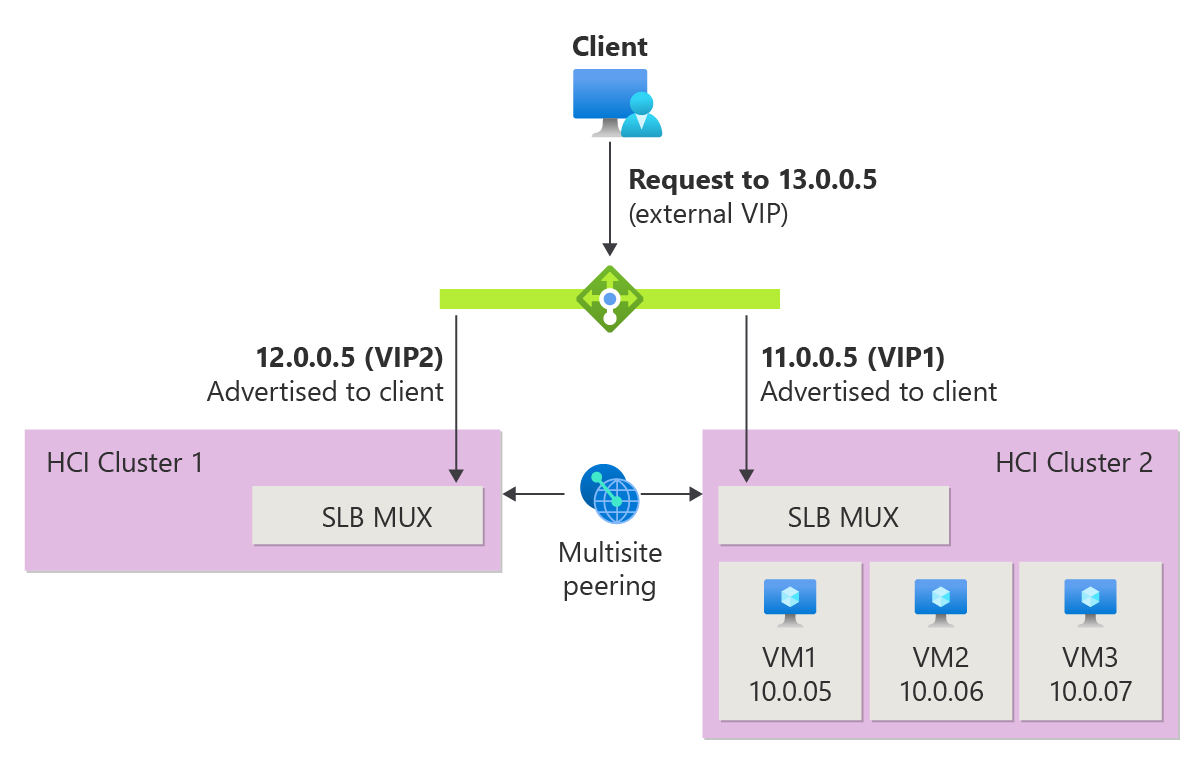 Client
Request to 13.0.0.5
(external VIP)
12.0.0.5 (VIP2)
Advertised to client
11.0.0.5 (VIP1)
Advertised to client
HCI Cluster 1
SLB MUX
Multisite
peering
HCI Cluster 2
SLB MUX
VM1
10.0.05
VM2
10.0.06
VM3
10.0.07